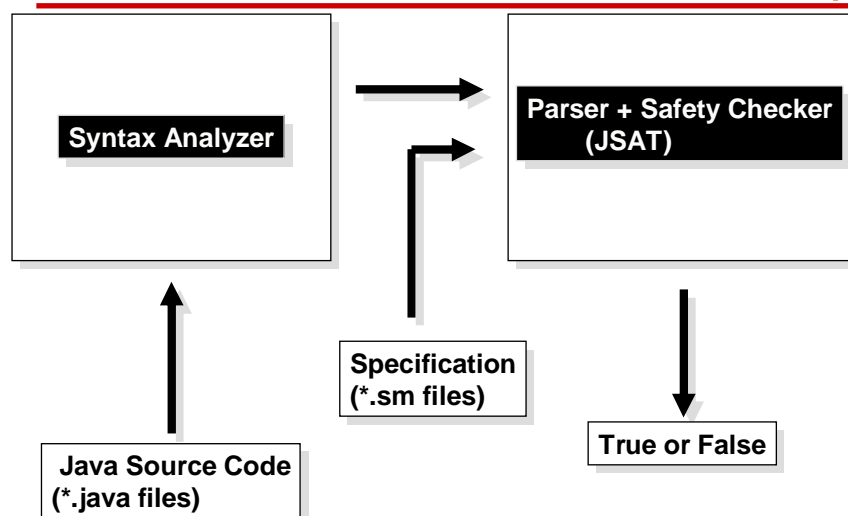 Syntax Analyzer
Parser + Safety Checker
(JSAT)
Specification
(*.sm files)
True or False
Java Source Code
(*.java files)